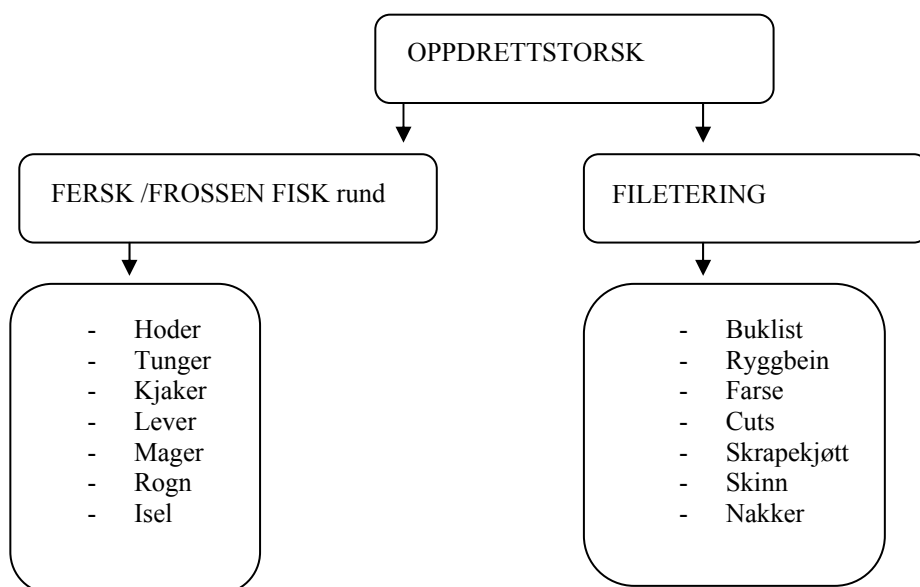 OPPDRETTSTORSK
FERSK /FROSSEN FISK rund
FILETERING
- Hoder
- Tunger
- Kjaker
- Lever
- Mager
- Rogn
- Isel
- Buklist
- Ryggbein
- Farse
- Cuts
- Skrapekjøtt
- Skinn
- Nakker